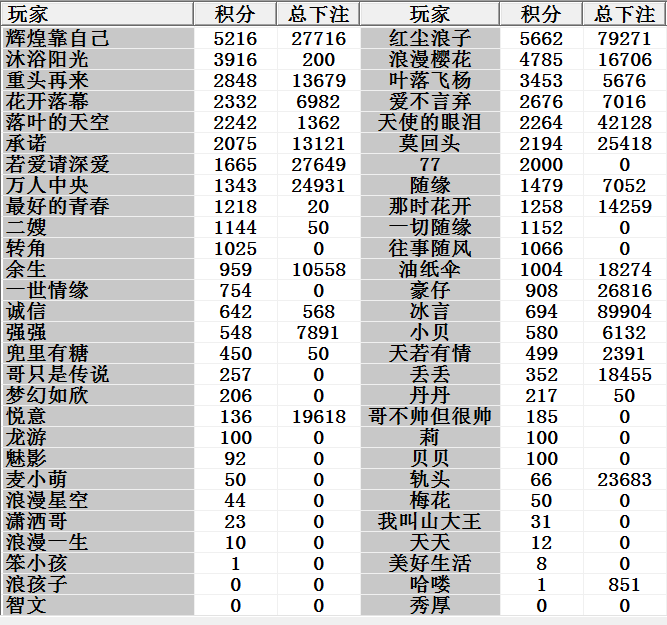 玩家 积分 总下注 玩家 积分 总下注
辉煌靠自己 5216 27716 红尘浪子 5662 79271
沐浴阳光 3916 200 浪漫樱花 4785 16706
重头再来 2848 13679 叶落飞杨 3453 5676
花开落幕 2332 6982 爱不言弃 2676 7016
落叶的天空 2242 1362 天使的眼泪 2264 42128
承诺 2075 13121 莫回头 2194 25418
若爱请深爱 1665 27649 77 2000 0
万人中央 1343 24931 随缘 1479 7052
最好的青春 1218 20 那时花开 1258 14259
二嫂 1144 50 一切随缘 1152 0
转角 1025 0 往事随风 1066 0
余生 959 10558 油纸伞 1004 18274
一世情缘 754 0 豪仔 908 26816
诚信 642 568 冰言 694 89904
强强 548 7891 小贝 580 6132
兜里有糖 450 50 天若有情 499 2391
哥只是传说 257 0 丢丢 352 18455
梦幻如欣 206 0 丹丹 217 50
悦意 136 19618 哥不帅但很帅 185 0
龙游 100 0 莉 100 0
魅影 92 0 贝贝 100 0
麦小萌 50 0 轨头 66 23683
浪漫星空 44 0 梅花 50 0
潇洒哥 23 0 我叫山大王 31 0
浪漫一生 10 0 天天 12 0
笨小孩 1 0 美好生活 8 0
浪孩子 0 0 哈喽 1 851
智文 0 0 秀厚 0 0